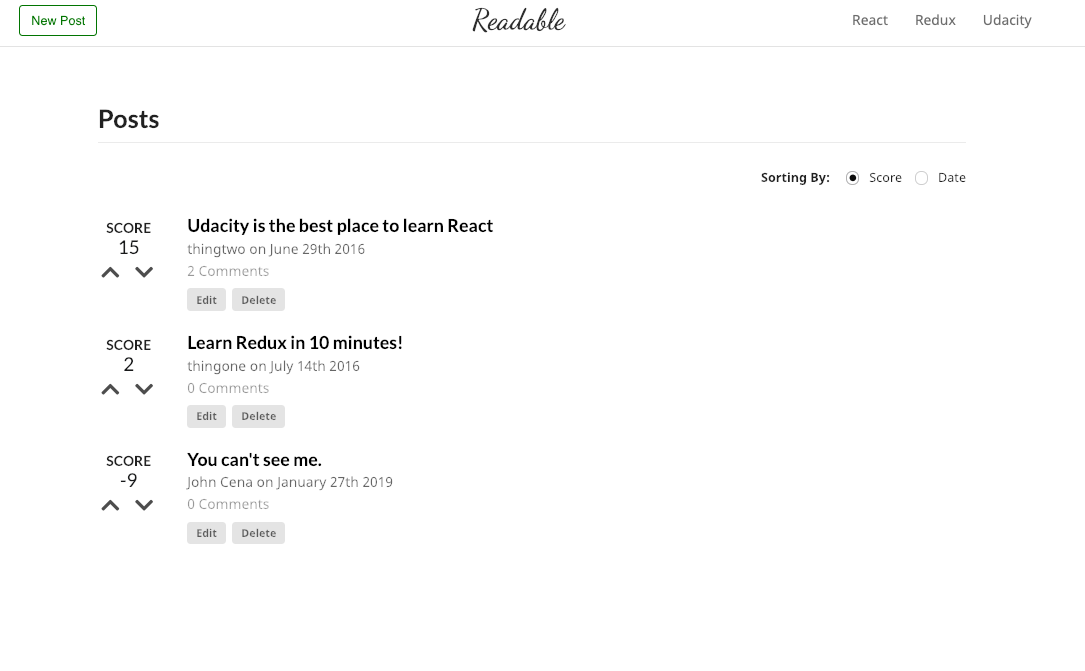 New Post
Readable
React Redux Udacity
Posts
Sorting By: Score Date
SCORE
15
Udacity is the best place to learn React
thingtwo on June 29th 2016
2 Comments
Edit Delete
SCORE
2
Learn Redux in 10 minutes!
thingone on July 14th 2016
0 Comments
Edit Delete
SCORE
-9
You can't see me.
John Cena on January 27th 2019
0 Comments
Edit Delete